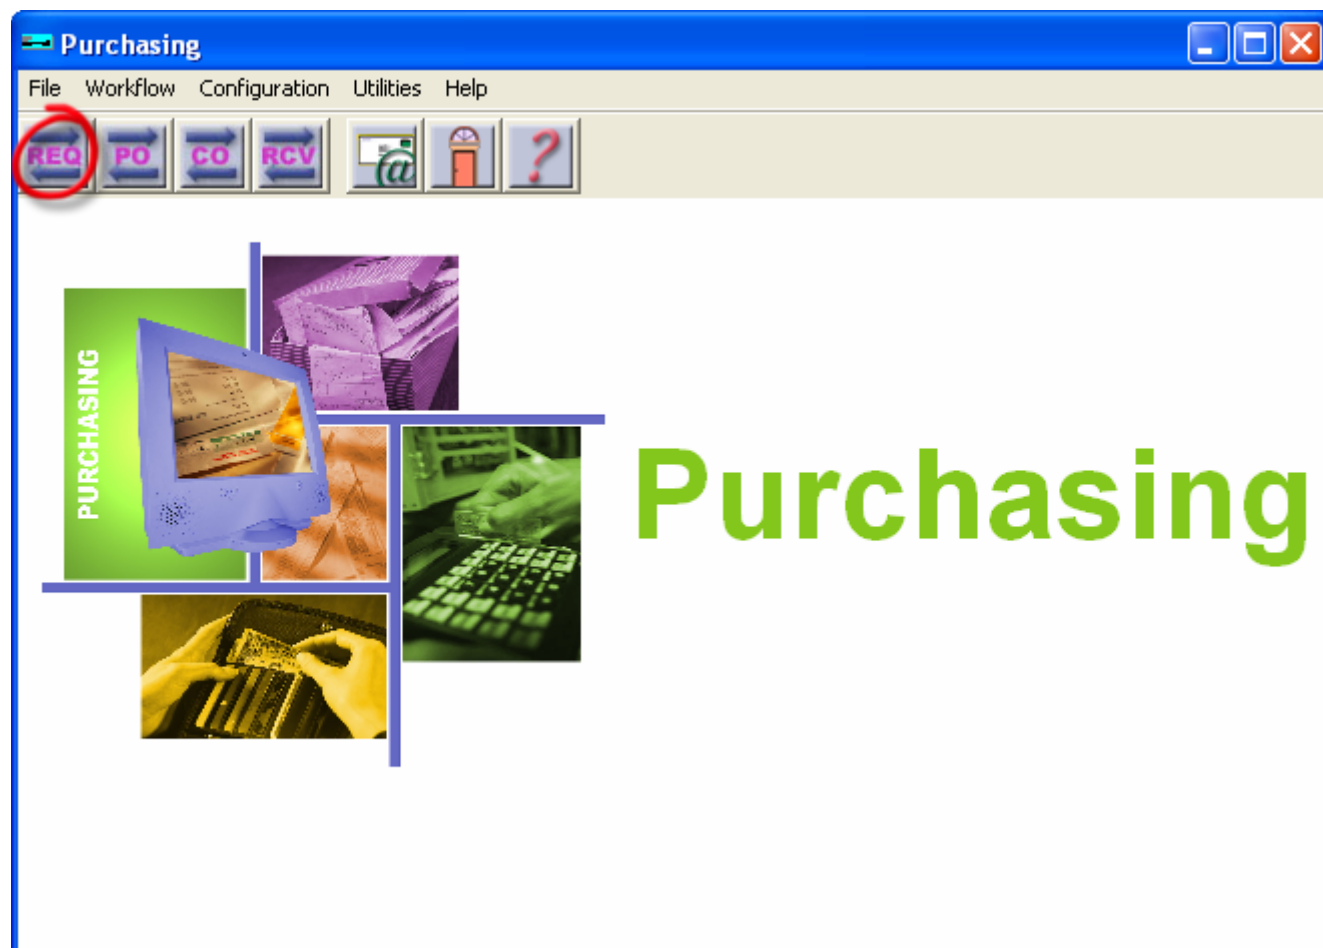 Purchasing
File Workflow Configuration Utilities Help
REQ PO CO RCV @ ?
PURCHASING
Purchasing